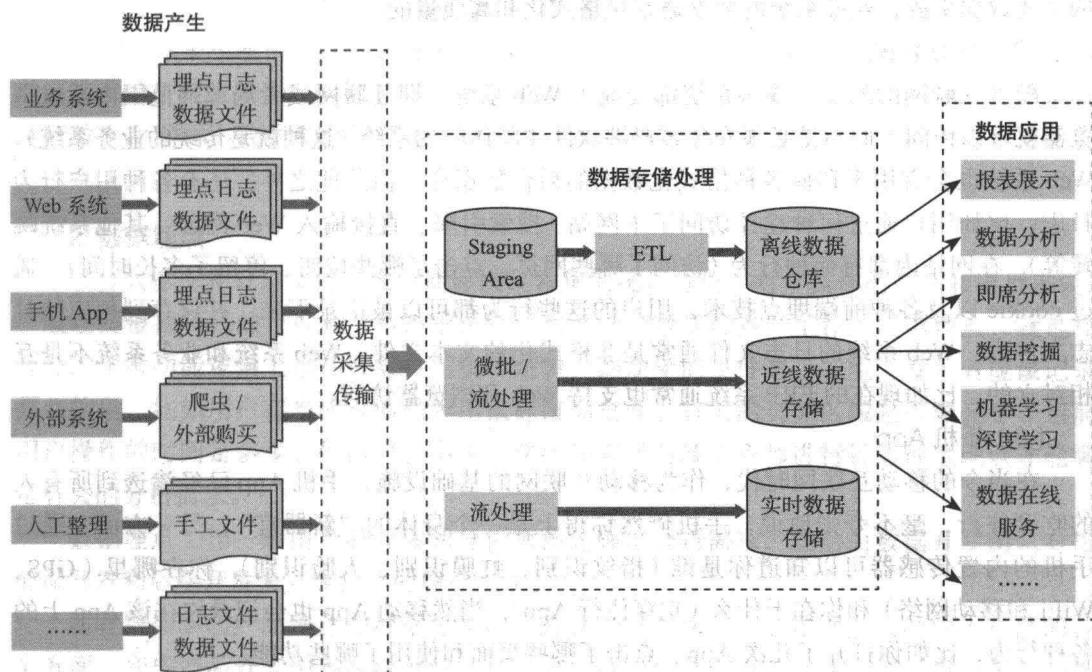 数据产生
业务系统
埋点日志
数据文件
Web 系统
埋点日志
数据文件
手机 App
埋点日志
数据文件
外部系统
爬虫 /
外部购买
人工整理
手工文件
……
日志文件
数据文件
数据
采集
传输
数据存储处理
Staging
Area
ETL
离线数据
仓库
微批 /
流处理
近线数据
存储
流处理
实时数据
存储
数据应用
报表展示
数据分析
即席分析
数据挖掘
机器学习
深度学习
数据在线
服务
……